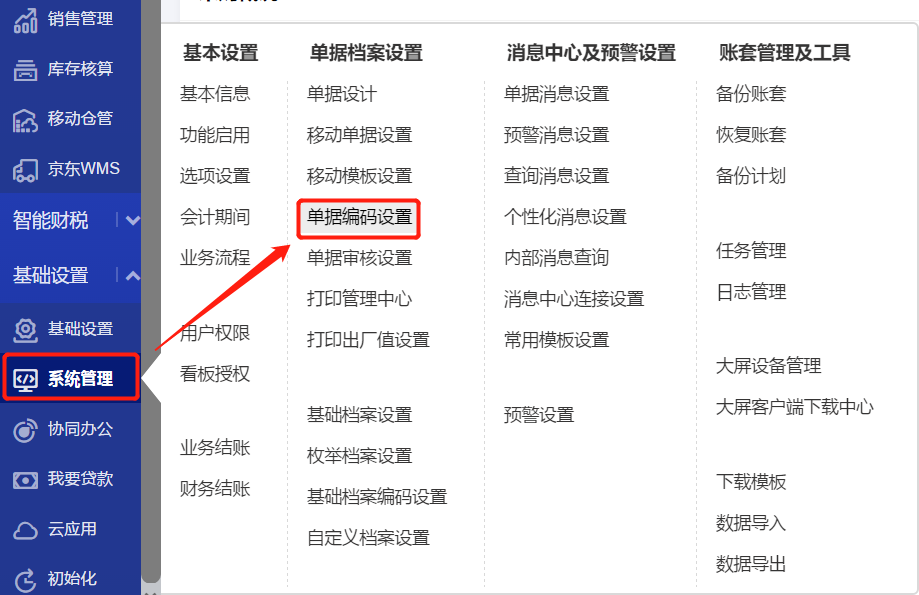 销售管理
库存核算
移动仓管
京东WMS
智能财税
基础设置
基础设置
系统管理
协同办公
我要贷款
云应用
初始化
基本设置
基本信息
功能启用
选项设置
会计期间
业务流程
用户权限
看板授权
业务结账
财务结账
单据档案设置
单据设计
移动单据设置
移动模板设置
单据编码设置
单据审核设置
打印管理中心
打印出厂值设置
基础档案设置
枚举档案设置
基础档案编码设置
自定义档案设置
消息中心及预警设置
单据消息设置
预警消息设置
查询消息设置
个性化消息设置
内部消息查询
消息中心连接设置
常用模板设置
预警设置
账套管理及工具
备份账套
恢复账套
备份计划
任务管理
日志管理
大屏设备管理
大屏客户端下载中心
下载模板
数据导入
数据导出